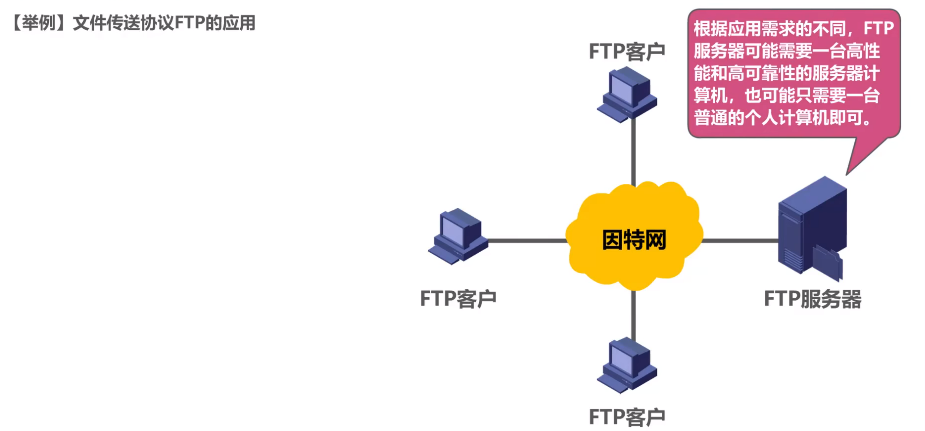 【举例】文件传送协议FTP的应用
FTP客户
根据应用需求的不同，FTP
服务器可能需要一台高性
能和高可靠性的服务器计
算机，也可能只需要一台
普通的个人计算机即可。
因特网
FTP客户
FTP服务器
FTP客户